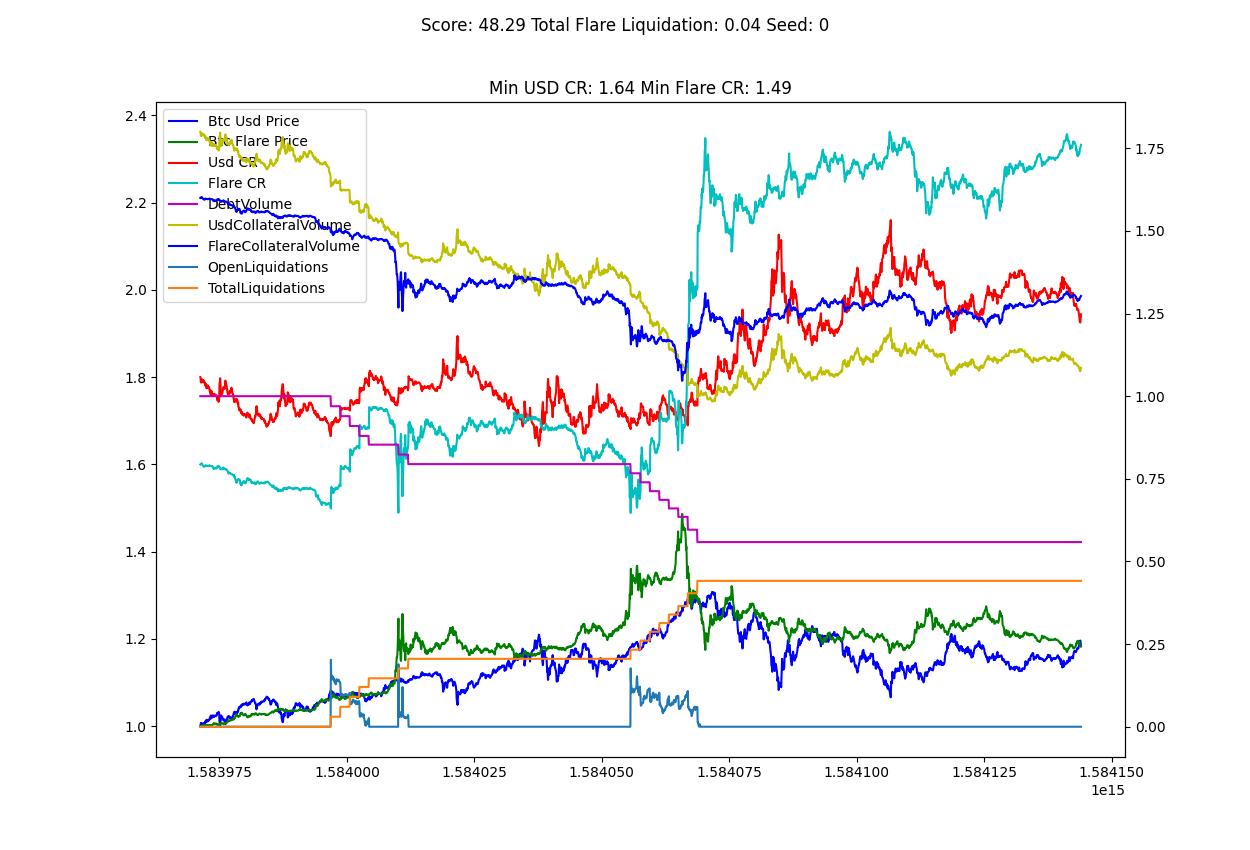 Score: 48.29 Total Flare Liquidation: 0.04 Seed: 0
Min USD CR: 1.64 Min Flare CR: 1.49
Btc Usd Price
Btc Flare Price
Usd CR
Flare CR
DebtVolume
UsdCollateralVolume
FlareCollateralVolume
OpenLiquidations
TotalLiquidations
2.4
2.2
2.0
1.8
1.6
1.4
1.2
1.0
1.75
1.50
1.25
1.00
0.75
0.50
0.25
0.00
1.583975
1.584000
1.584025
1.584050
1.584075
1.584100
1.584125
1.584150
1e15